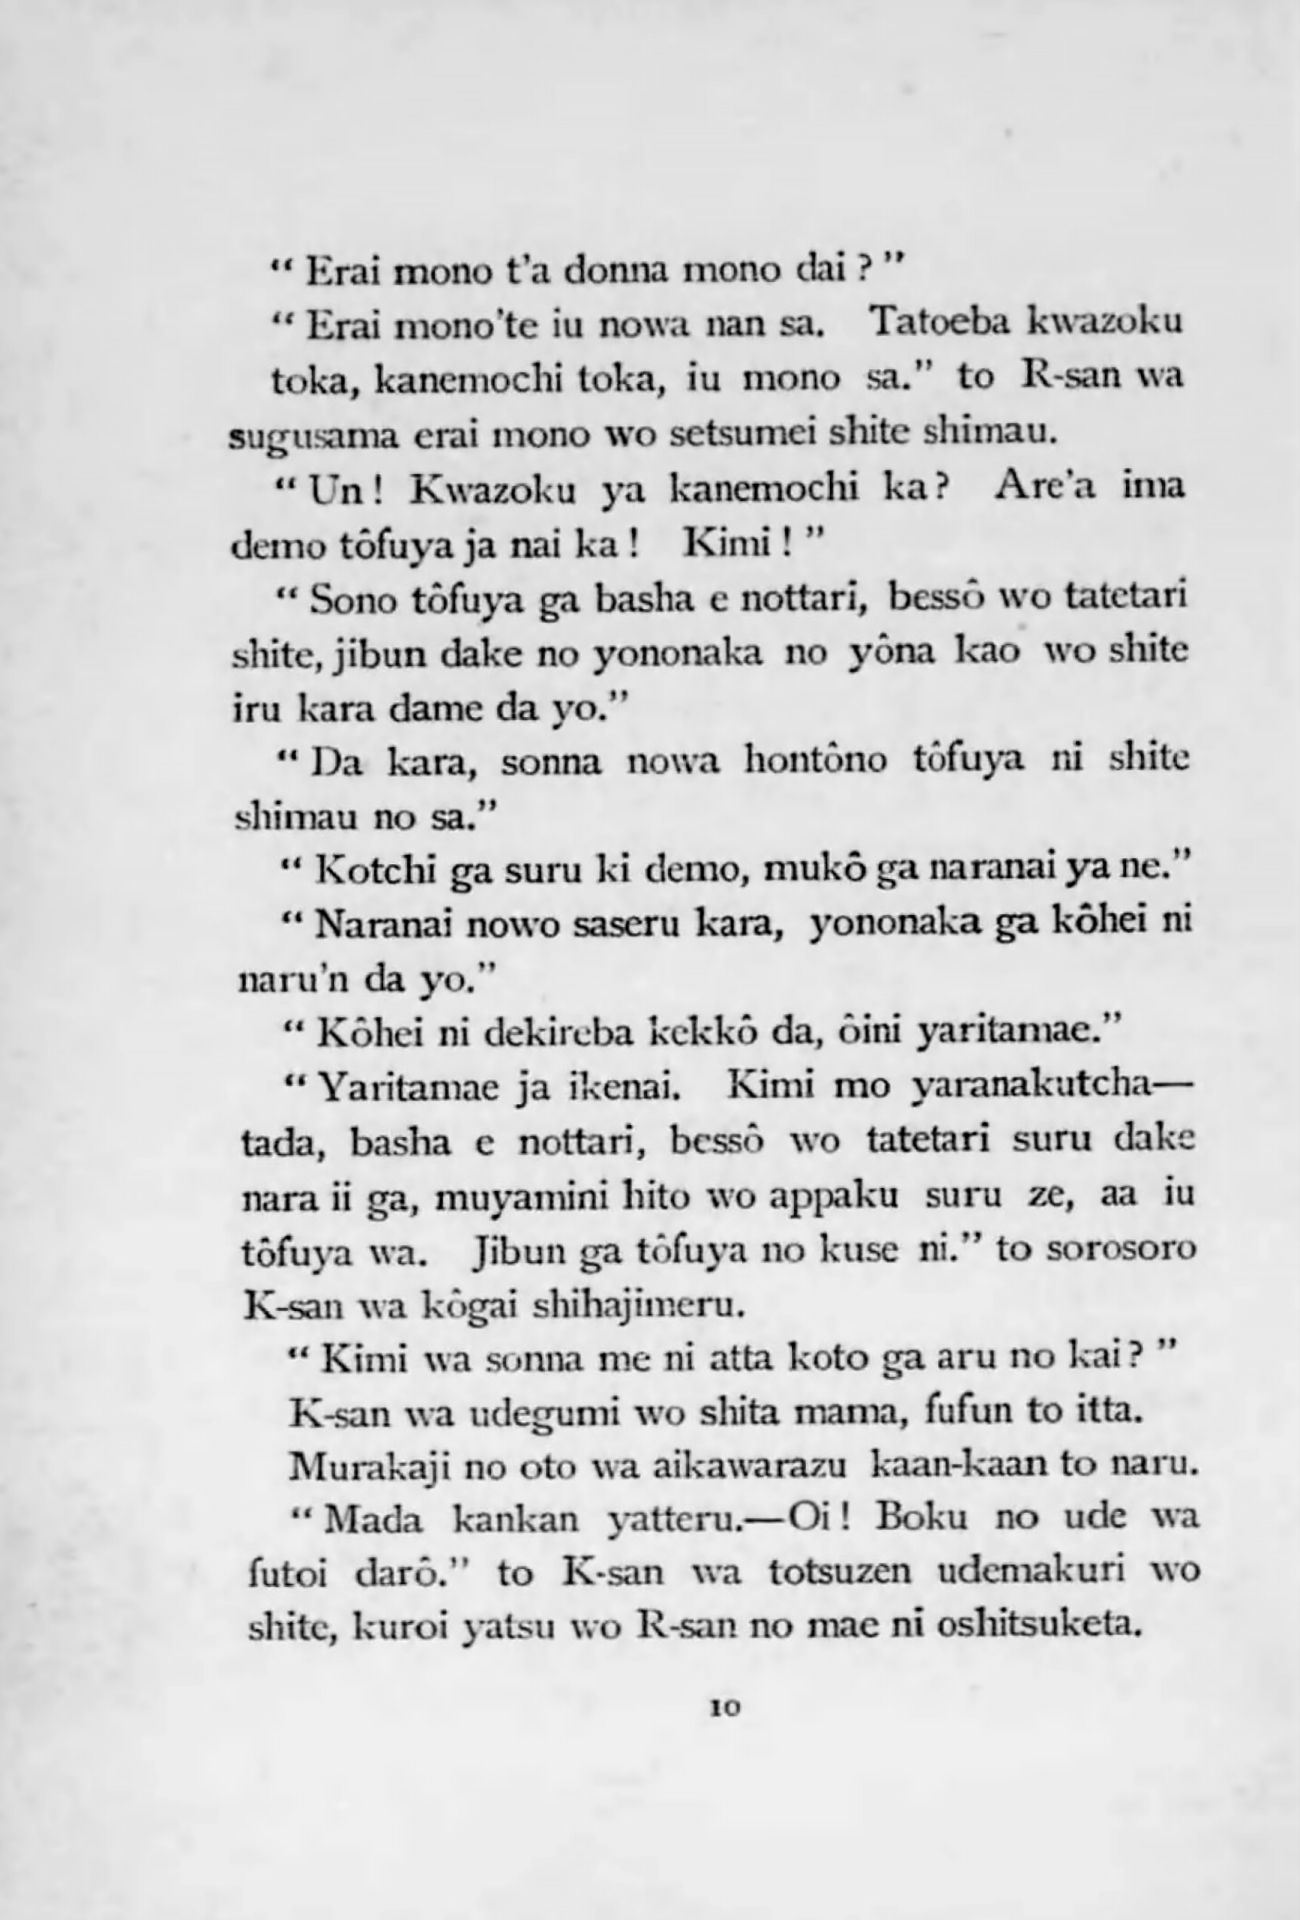 “ Erai mono t’a donna mono dai ? ”
“ Erai mono’te iu nowa nan sa. Tatoeba kwazoku
toka, kanemochi toka, iu mono sa.” to R-san wa
sugusama erai mono wo setsumei shite shimau.
“ Un ! Kwazoku ya kanemochi ka ? Are’a ima
demo tôfuya ja nai ka ! Kimi ! ”
“ Sono tôfuya ga basha e nottari, bessô wo tatetari
shite, jibun dake no yononaka no yôna kao wo shite
iru kara dame da yo.”
“ Da kara, sonna nowa hontôno tôfuya ni shite
shimau no sa.”
“ Kotchi ga suru ki demo, mukô ga naranai ya ne.”
“ Naranai nowo saseru kara, yononaka ga kôhei ni
naru’n da yo.”
“ Kôhei ni dekireba kekkô da, ôini yaritamae.”
“ Yaritamae ja ikenai. Kimi mo yaranakutcha—
tada, basha e nottari, bessô wo tatetari suru dake
nara ii ga, muyamini hito wo appaku suru ze, aa iu
tôfuya wa. Jibun ga tôfuya no kuse ni.” to sorosoro
K-san wa kôgai shihajimeru.
“ Kimi wa sonna me ni atta koto ga aru no kai ? ”
K-san wa udegumi wo shita mama, fufun to itta.
Murakaji no oto wa aikawarazu kaan-kaan to naru.
“ Mada kankan yatteru.—Oi ! Boku no ude wa
futoi darô.” to K-san wa totsuzen udemakuri wo
shite, kuroi yatsu wo R-san no mae ni oshitsuketa.
10